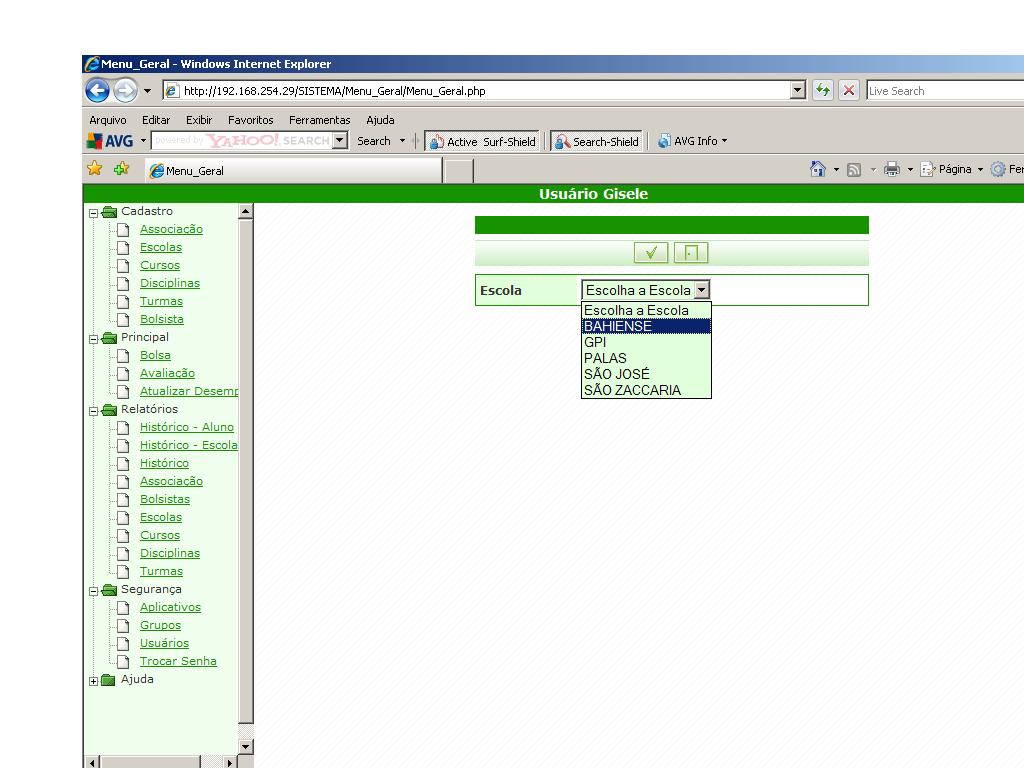 Menu_Geral - Windows Internet Explorer
http://192.168.254.29/SISTEMA/Menu_Geral/Menu_Geral.php
Live Search
Arquivo Editar Exibir Favoritos Ferramentas Ajuda
AVG powered by YAHOO! SEARCH Search Active Surf-Shield Search-Shield AVG Info
Menu_Geral Página Fer
Usuário Gisele
Cadastro
Associação
Escolas
Cursos
Disciplinas
Turmas
Bolsista
Principal
Bolsa
Avaliação
Atualizar Desemp
Relatórios
Histórico - Aluno
Histórico - Escola
Histórico
Associação
Bolsistas
Escolas
Cursos
Disciplinas
Turmas
Segurança
Aplicativos
Grupos
Usuários
Trocar Senha
Ajuda
Escola Escolha a Escola
Escolha a Escola
BAHIENSE
GPI
PALAS
SÃO JOSÉ
SÃO ZACCARIA